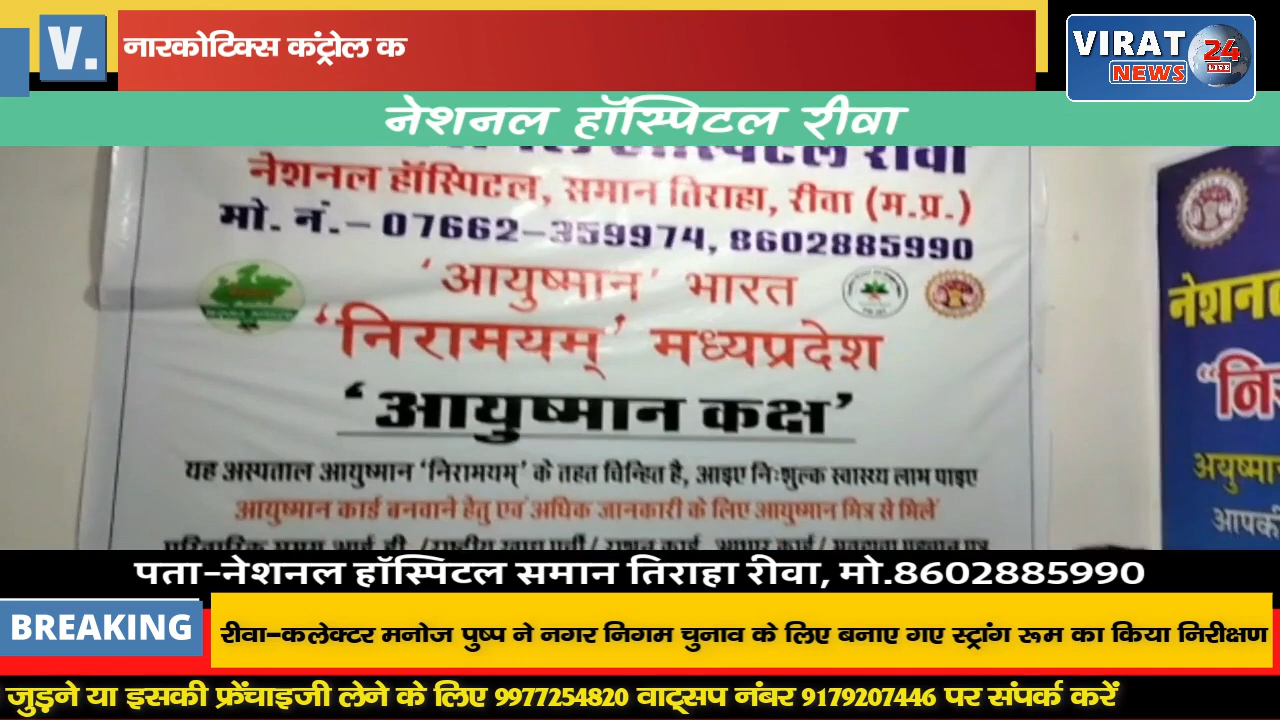 V.
नारकोटिक्स कंट्रोल क
VIRAT
NEWS
24
LIVE
नेशनल हॉस्पिटल रीवा
हॉस्पिटल रीवा
नेशनल हॉस्पिटल, समान तिराहा, रीवा (म.प्र.)
मो. नं.– 07662–359974, 8602885990
‘आयुष्मान’ भारत
‘निरामयम्’ मध्यप्रदेश
‘आयुष्मान कक्ष’
यह अस्पताल आयुष्मान ‘निरामयम्’ के तहत चिन्हित है, आइए निःशुल्क स्वास्थ्य लाभ पाइए
आयुष्मान कार्ड बनवाने हेतु एवं अधिक जानकारी के लिए आयुष्मान मित्र से मिलें
अयुष्मा
आपकी
पता-नेशनल हॉस्पिटल समान तिराहा रीवा, मो.8602885990
BREAKING
रीवा-कलेक्टर मनोज पुष्प ने नगर निगम चुनाव के लिए बनाए गए स्ट्रांग रूम का किया निरीक्षण
जुड़ने या इसकी फ्रेंचाइजी लेने के लिए 9977254820 वाट्सप नंबर 9179207446 पर संपर्क करें